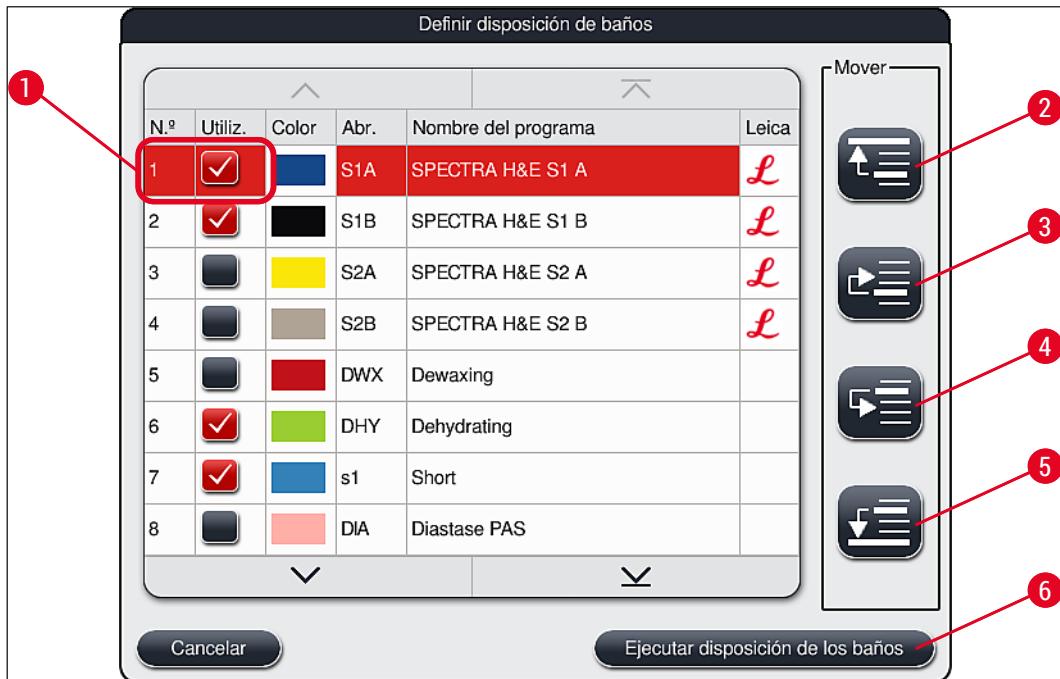 Definir disposición de baños
Mover
1
2
N.º Utiliz. Color Abr. Nombre del programa Leica
1 S1A SPECTRA H&E S1 A L
2 S1B SPECTRA H&E S1 B L
3
3 S2A SPECTRA H&E S2 A L
4 S2B SPECTRA H&E S2 B L
4
5 DWX Dewaxing
6 DHY Dehydrating
5
7 s1 Short
8 DIA Diastase PAS
6
Cancelar Ejecutar disposición de los baños